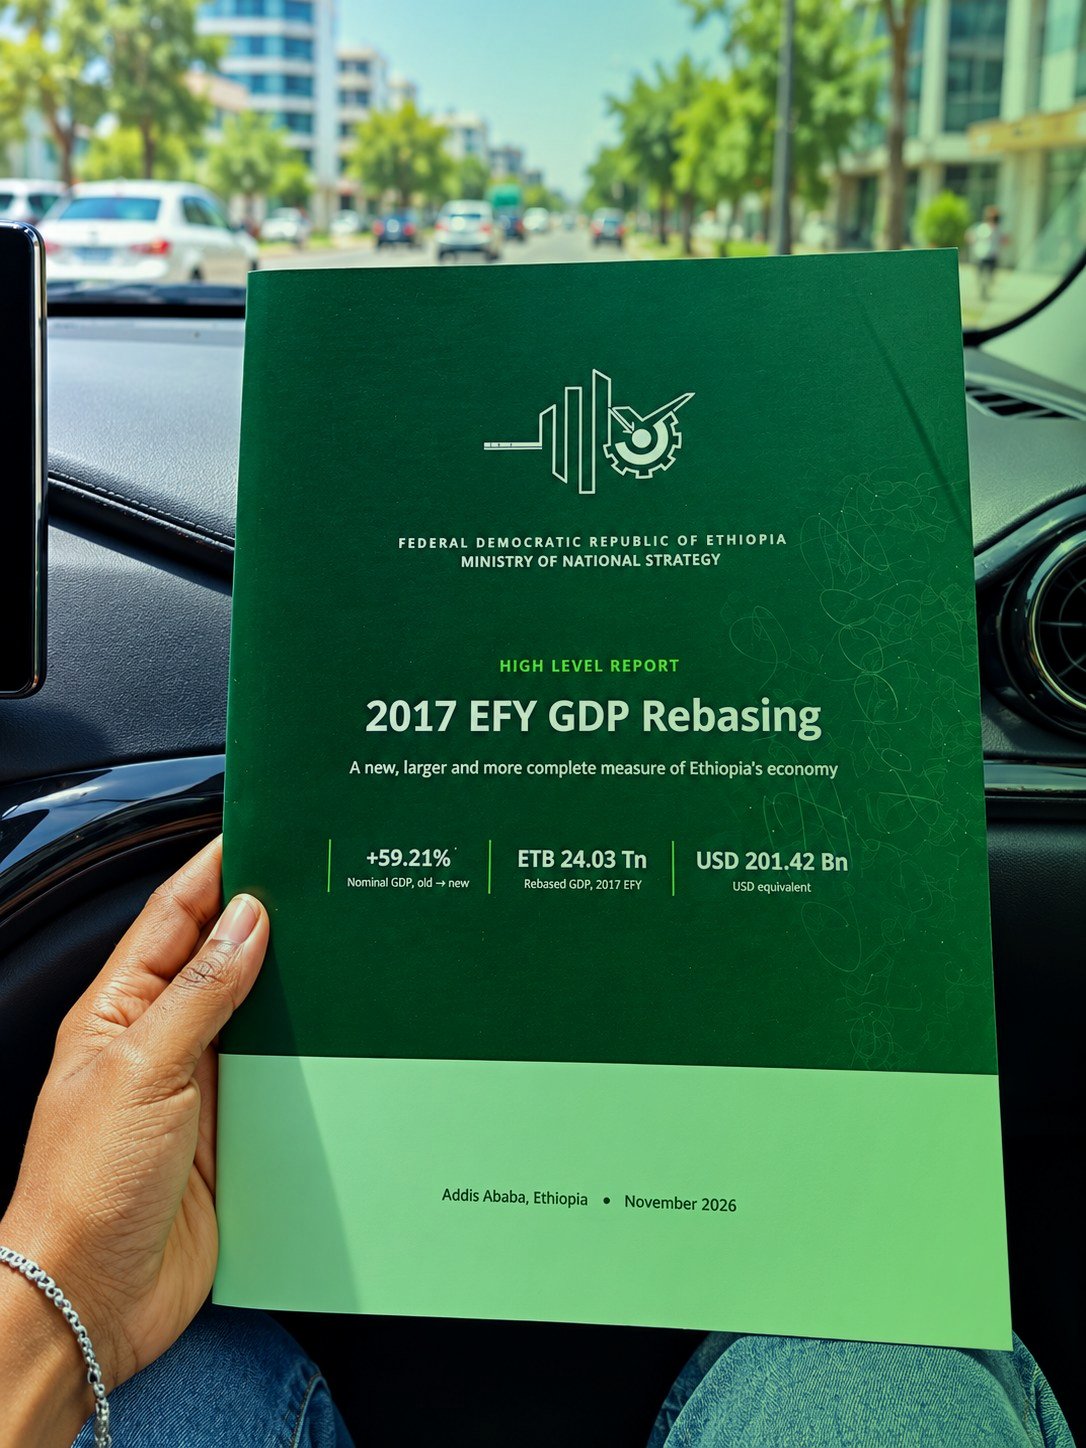 FEDERAL DEMOCRATIC REPUBLIC OF ETHIOPIA
MINISTRY OF NATIONAL STRATEGY
HIGH LEVEL REPORT
2017 EFY GDP Rebasing
A new, larger and more complete measure of Ethiopia's economy
+59.21%
Nominal GDP, old → new
ETB 24.03 Tn
Rebased GDP, 2017 EFY
USD 201.42 Bn
USD equivalent
Addis Ababa, Ethiopia • November 2026